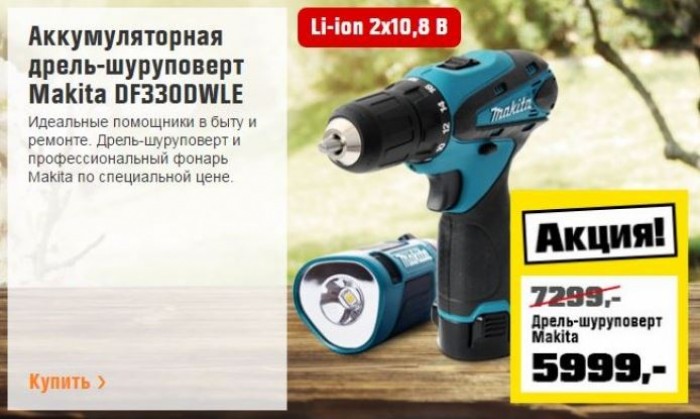 Аккумуляторная
дрель-шуруповерт
Makita DF330DWLE
Идеальные помощники в быту и
ремонте. Дрель-шуруповерт и
профессиональный фонарь
Makita по специальной цене.
Купить >
Li-ion 2x10,8 В
makita
Акция!
7299,-
Дрель-шуруповерт
Makita
5999,-